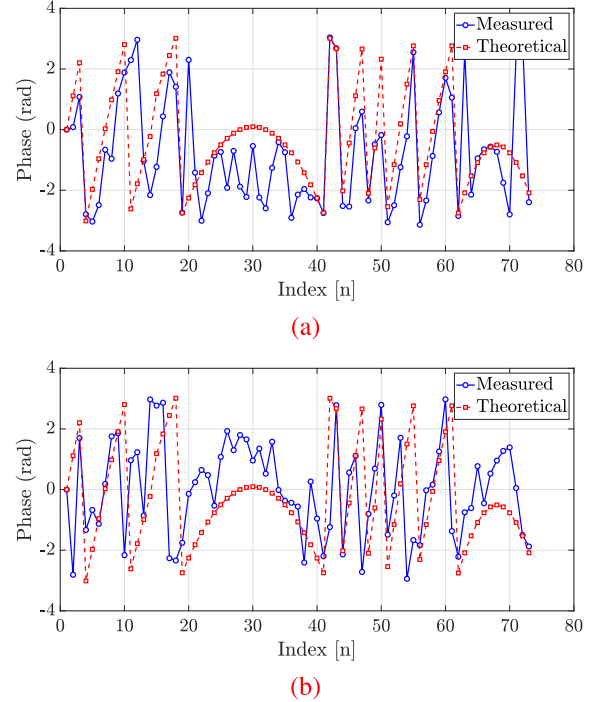 4
2
0
-2
-4
Phase (rad)
Measured
Theoretical
0 10 20 30 40 50 60 70 80
Index [n]
(a)
4
2
0
-2
-4
Phase (rad)
Measured
Theoretical
0 10 20 30 40 50 60 70 80
Index [n]
(b)